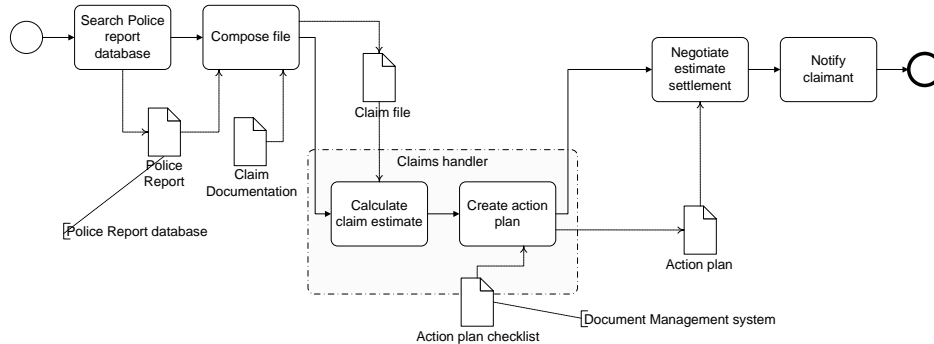 Search Police
report
database
Compose file
Negotiate
estimate
settlement
Notify
claimant
Claim file
Police
Report
Claim
Documentation
Claims handler
Calculate
claim estimate
Create action
plan
Police Report database
Action plan
Action plan checklist
Document Management system